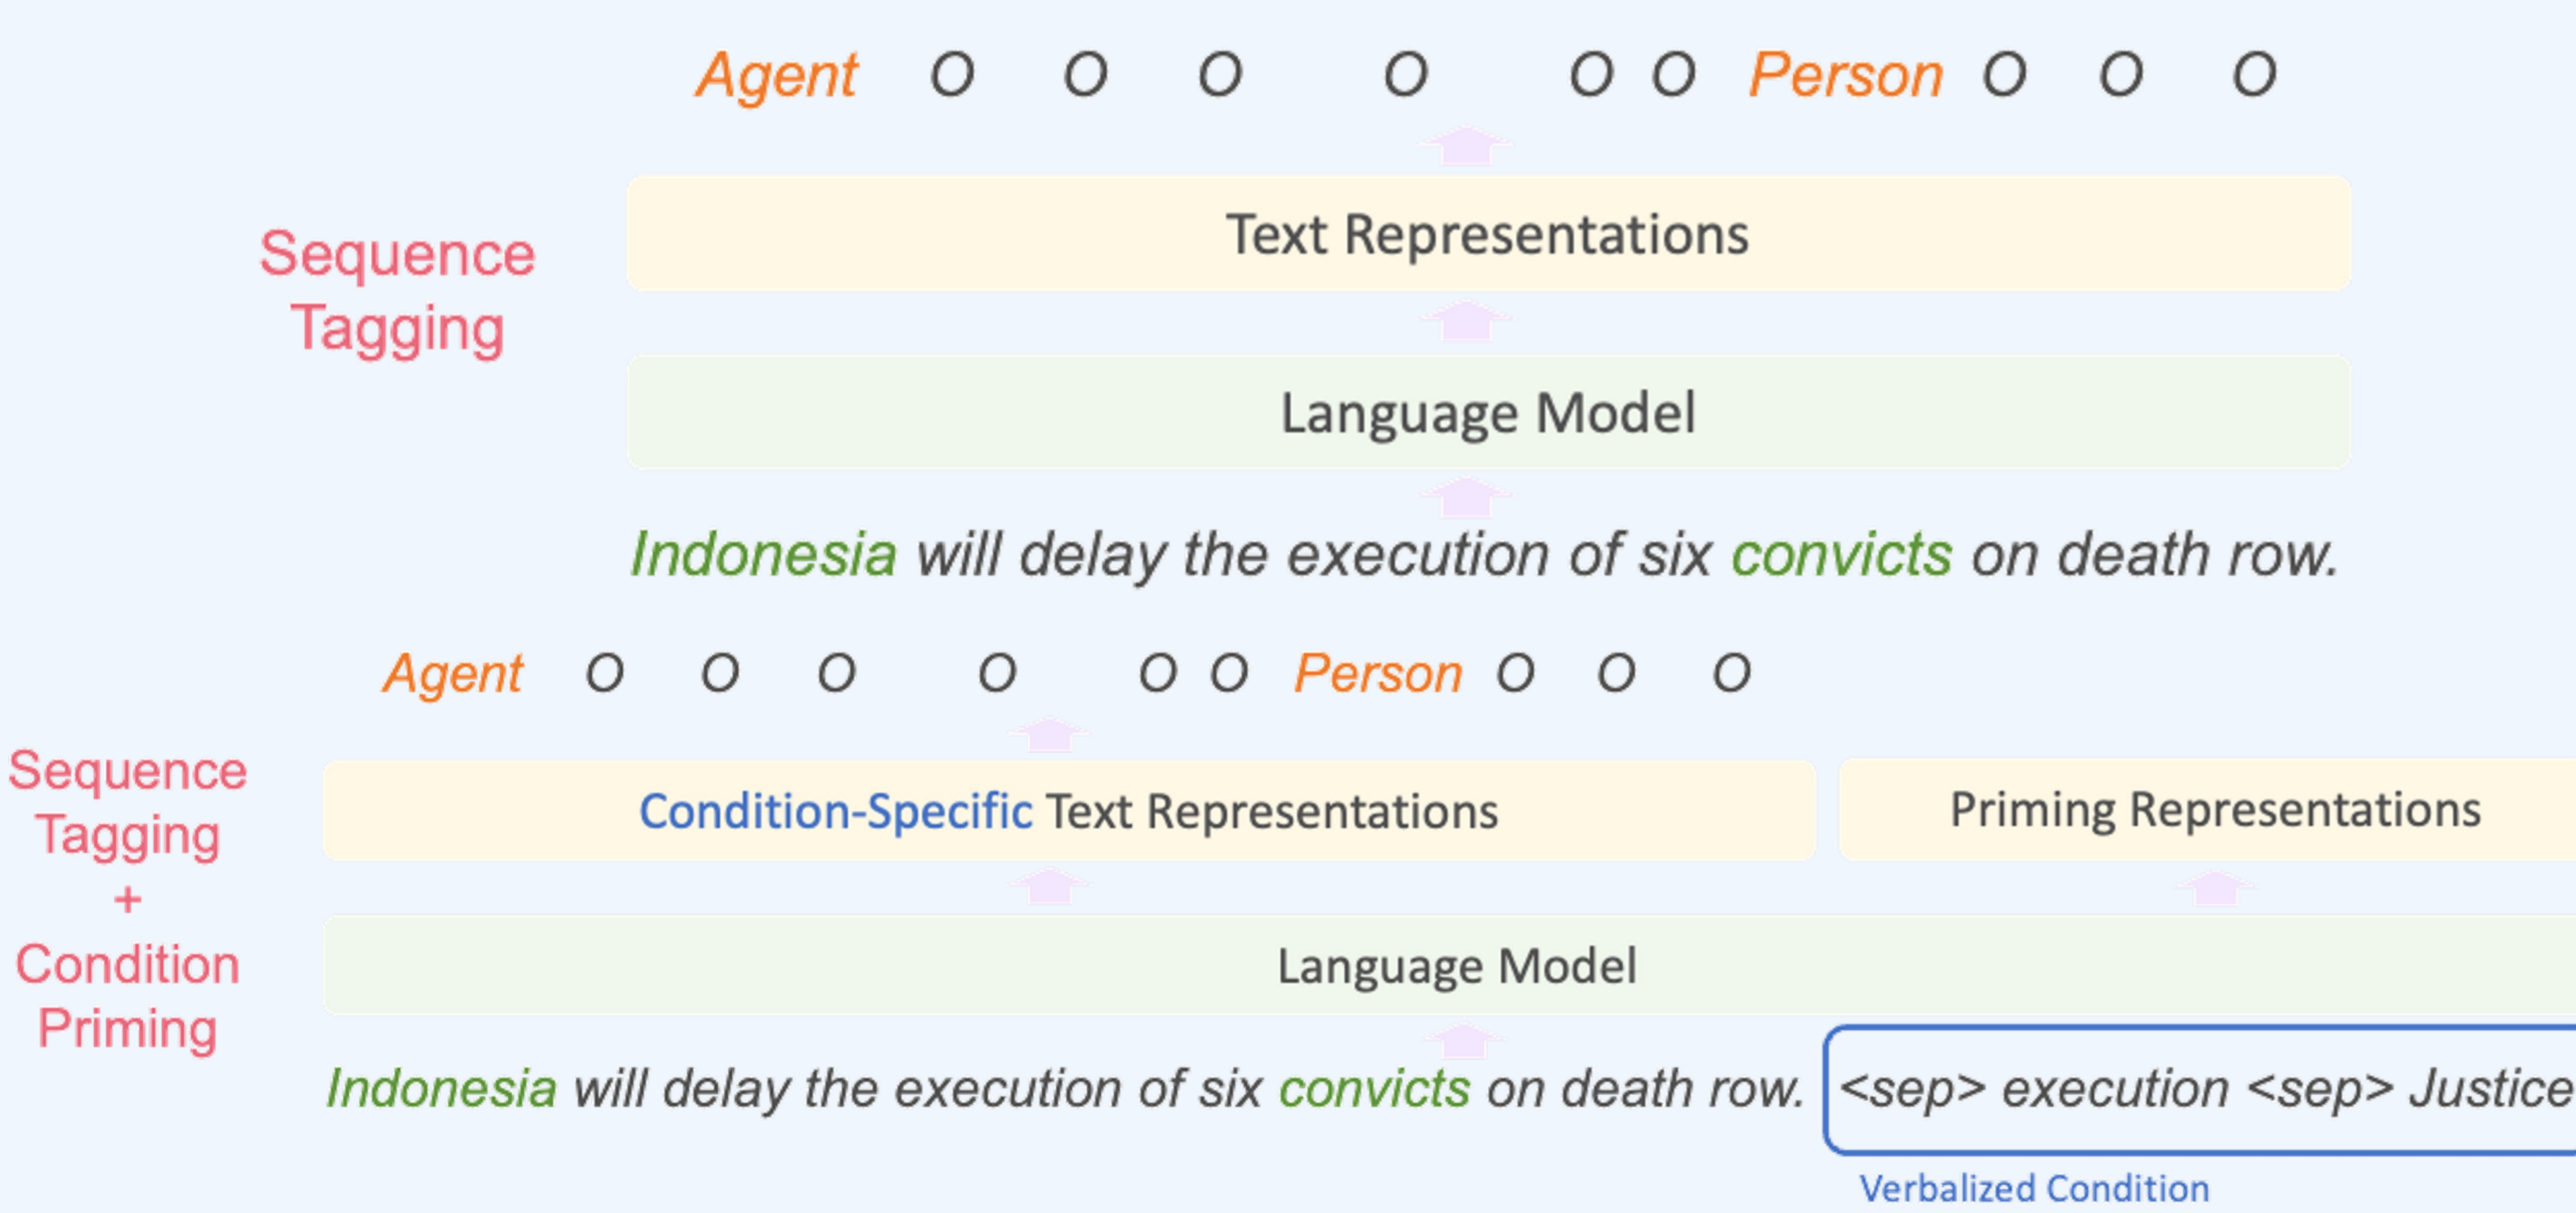 Agent O O O O O O Person O O O
Text Representations
Sequence
Tagging
Language Model
Indonesia will delay the execution of six convicts on death row.
Agent O O O O O O Person O O O
Sequence
Tagging
+
Condition
Priming
Condition-Specific Text Representations
Priming Representations
Language Model
Indonesia will delay the execution of six convicts on death row. <sep> execution <sep> Justice
Verbalized Condition